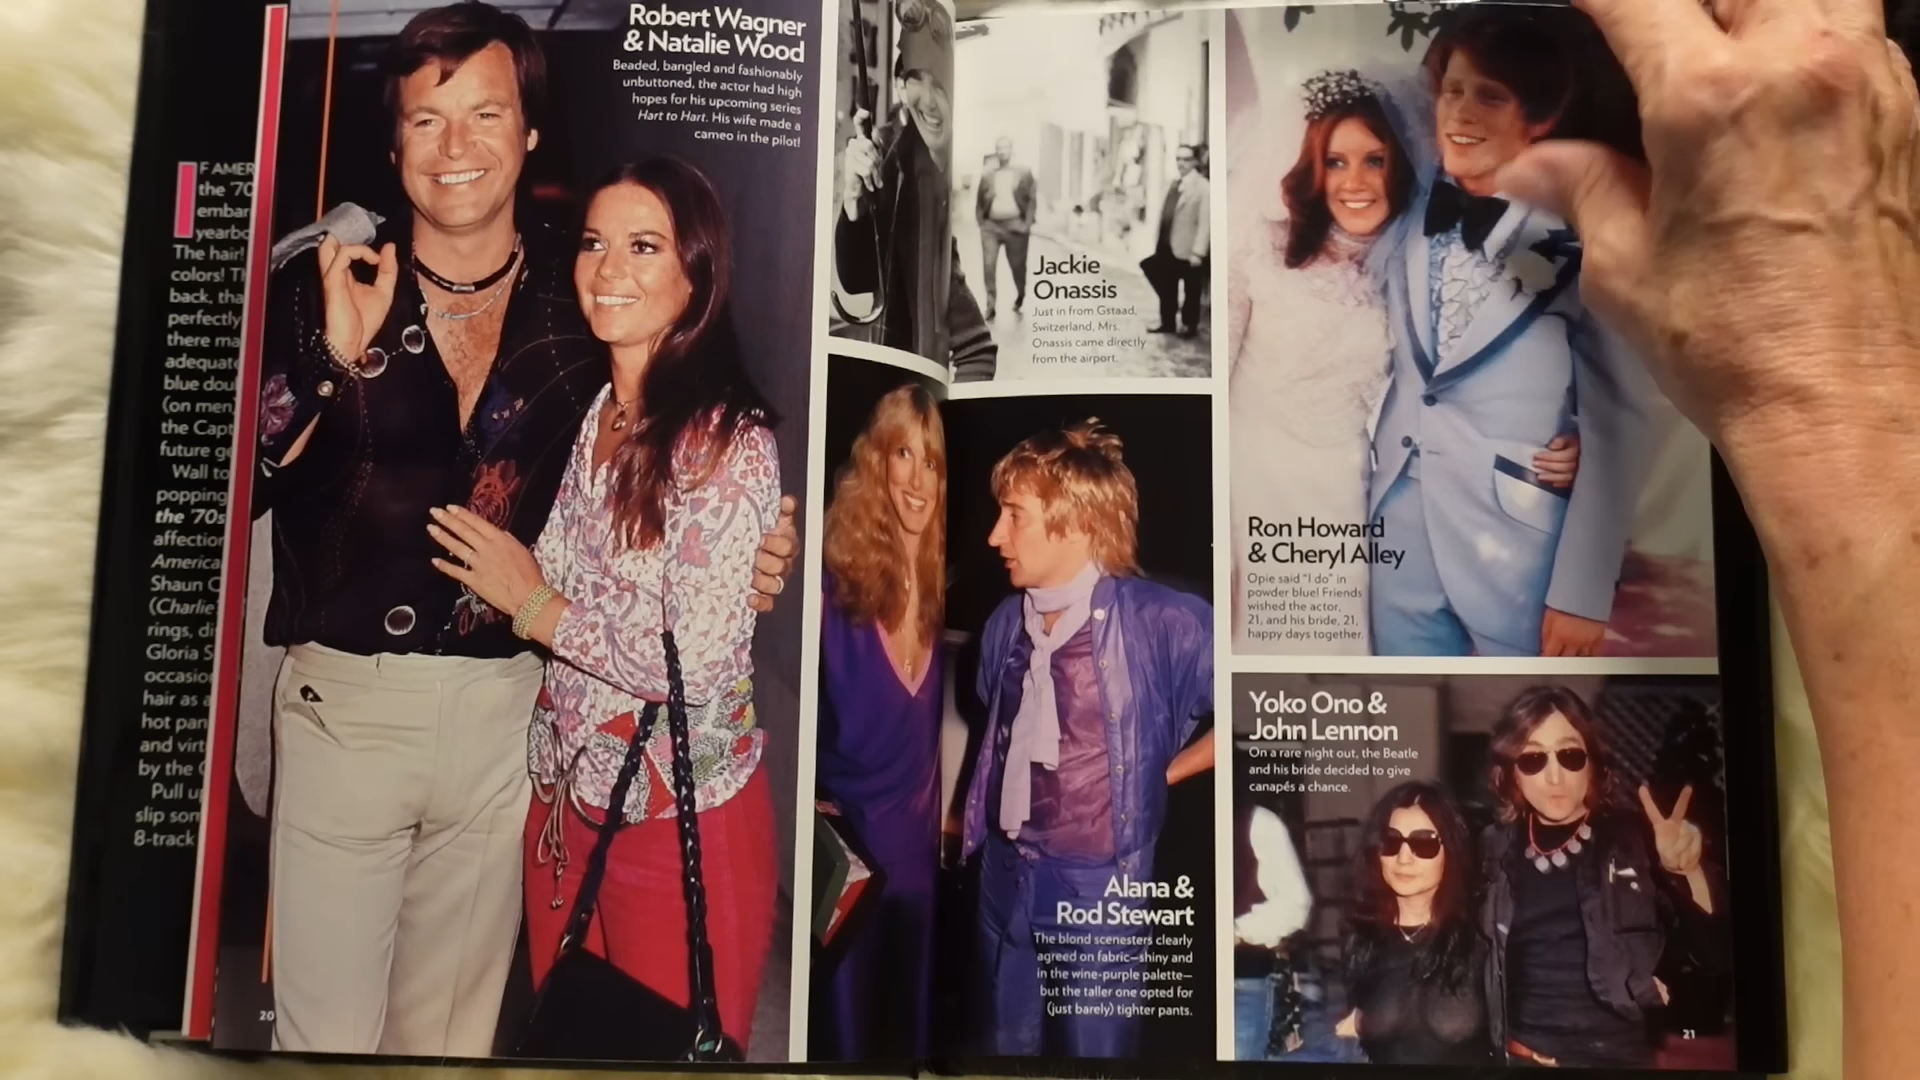 F AMER
the '70
embar
yearbo
The hair!
colors! Th
back, tha
perfectly
there ma
adequate
blue dou
(on men
the Capt
future ge
Wall to
popping
the '70s
affection
America
Shaun C
(Charlie
rings, di
Gloria S
occasion
hair as a
hot pan
and virt
by the
Pull up
slip som
8-track
Robert Wagner
& Natalie Wood
Beaded, bangled and fashionably
unbuttoned, the actor had high
hopes for his upcoming series
Hart to Hart. His wife made a
cameo in the pilot!
20
Jackie
Onassis
Just in from Gstaad,
Switzerland, Mrs.
Onassis came directly
from the airport.
Alana &
Rod Stewart
The blond scenesters clearly
agreed on fabric—shiny and
in the wine-purple palette—
but the taller one opted for
(just barely) tighter pants.
Ron Howard
& Cheryl Alley
Opie said "I do" in
powder blue! Friends
wished the actor,
21, and his bride, 21,
happy days together.
Yoko Ono &
John Lennon
On a rare night out, the Beatle
and his bride decided to give
canapés a chance.
21